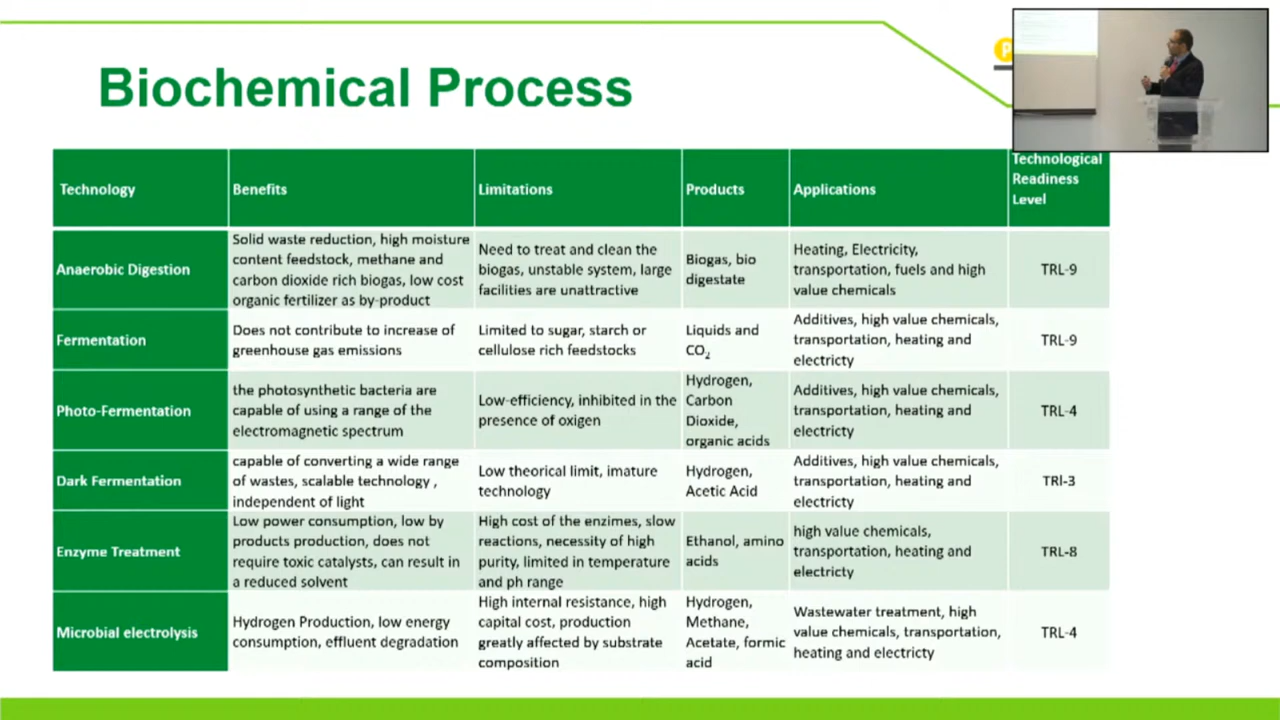 Biochemical Process
Technology
Benefits
Limitations
Products
Applications
Technological
Readiness
Level
Anaerobic Digestion
Solid waste reduction, high moisture
content feedstock, methane and
carbon dioxide rich biogas, low cost
organic fertilizer as by-product
Need to treat and clean the
biogas, unstable system, large
facilities are unattractive
Biogas, bio
digestate
Heating, Electricity,
transportation, fuels and high
value chemicals
TRL-9
Fermentation
Does not contribute to increase of
greenhouse gas emissions
Limited to sugar, starch or
cellulose rich feedstocks
Liquids and
CO₂
Additives, high value chemicals,
transportation, heating and
electricty
TRL-9
Photo-Fermentation
the photosynthetic bacteria are
capable of using a range of the
electromagnetic spectrum
Low-efficiency, inhibited in the
presence of oxigen
Hydrogen,
Carbon
Dioxide,
organic acids
Additives, high value chemicals,
transportation, heating and
electricty
TRL-4
Dark Fermentation
capable of converting a wide range
of wastes, scalable technology ,
independent of light
Low theorical limit, imature
technology
Hydrogen,
Acetic Acid
Additives, high value chemicals,
transportation, heating and
electricty
TRl-3
Enzyme Treatment
Low power consumption, low by
products production, does not
require toxic catalysts, can result in
a reduced solvent
High cost of the enzimes, slow
reactions, necessity of high
purity, limited in temperature
and ph range
Ethanol, amino
acids
high value chemicals,
transportation, heating and
electricty
TRL-8
Microbial electrolysis
Hydrogen Production, low energy
consumption, effluent degradation
High internal resistance, high
capital cost, production
greatly affected by substrate
composition
Hydrogen,
Methane,
Acetate, formic
acid
Wastewater treatment, high
value chemicals, transportation,
heating and electricty
TRL-4